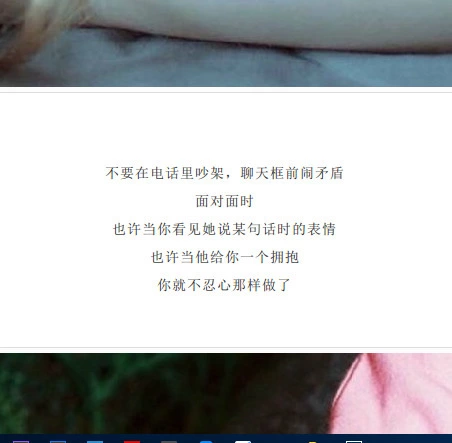 不要在电话里吵架，聊天框前闹矛盾
面对面时
也许当你看见她说某句话时的表情
也许当他给你一个拥抱
你就不忍心那样做了